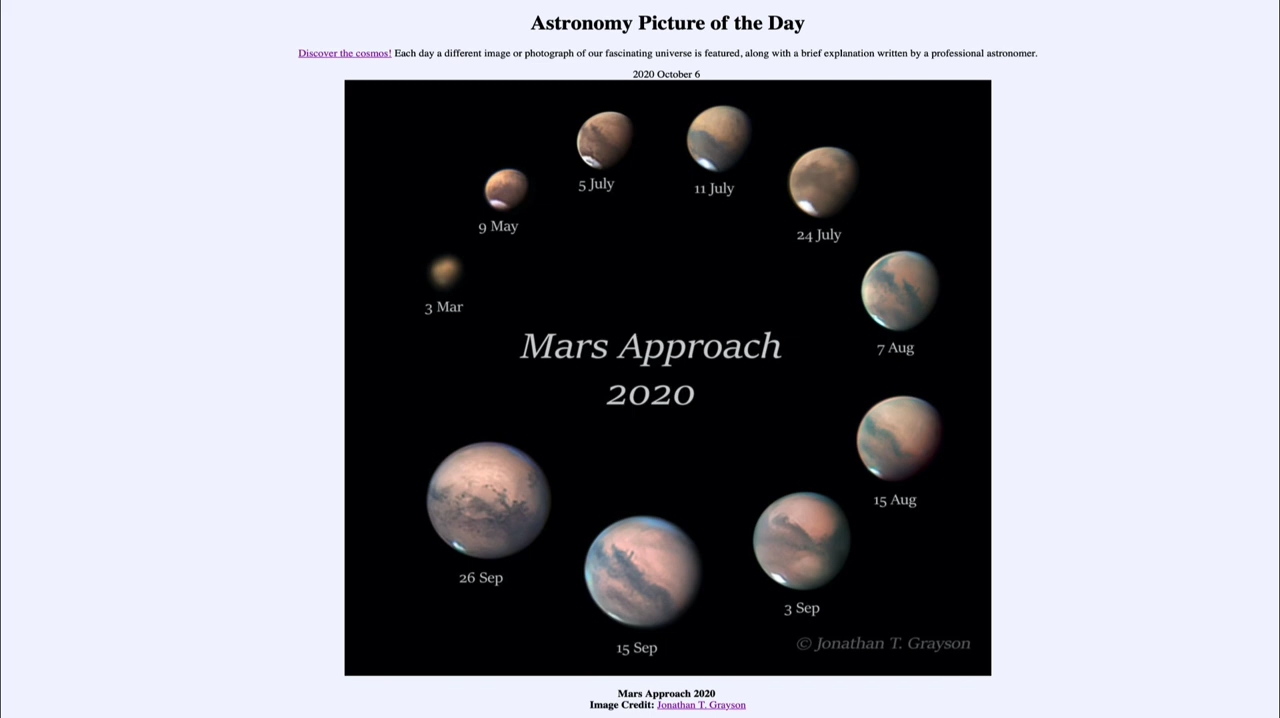 Astronomy Picture of the Day
Discover the cosmos! Each day a different image or photograph of our fascinating universe is featured, along with a brief explanation written by a professional astronomer.
2020 October 6
5 July
11 July
9 May
24 July
3 Mar
Mars Approach
2020
7 Aug
15 Aug
26 Sep
3 Sep
15 Sep
© Jonathan T. Grayson
Mars Approach 2020
Image Credit: Jonathan T. Grayson